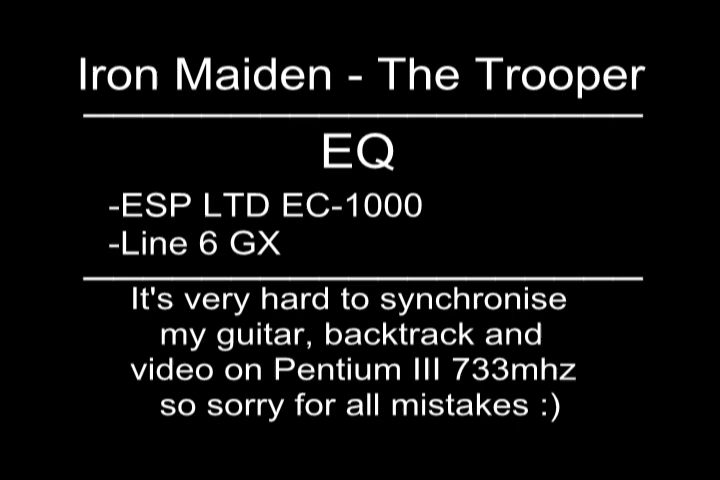 Iron Maiden - The Trooper
EQ
-ESP LTD EC-1000
-Line 6 GX
It's very hard to synchronise
my guitar, backtrack and
video on Pentium III 733mhz
so sorry for all mistakes :)